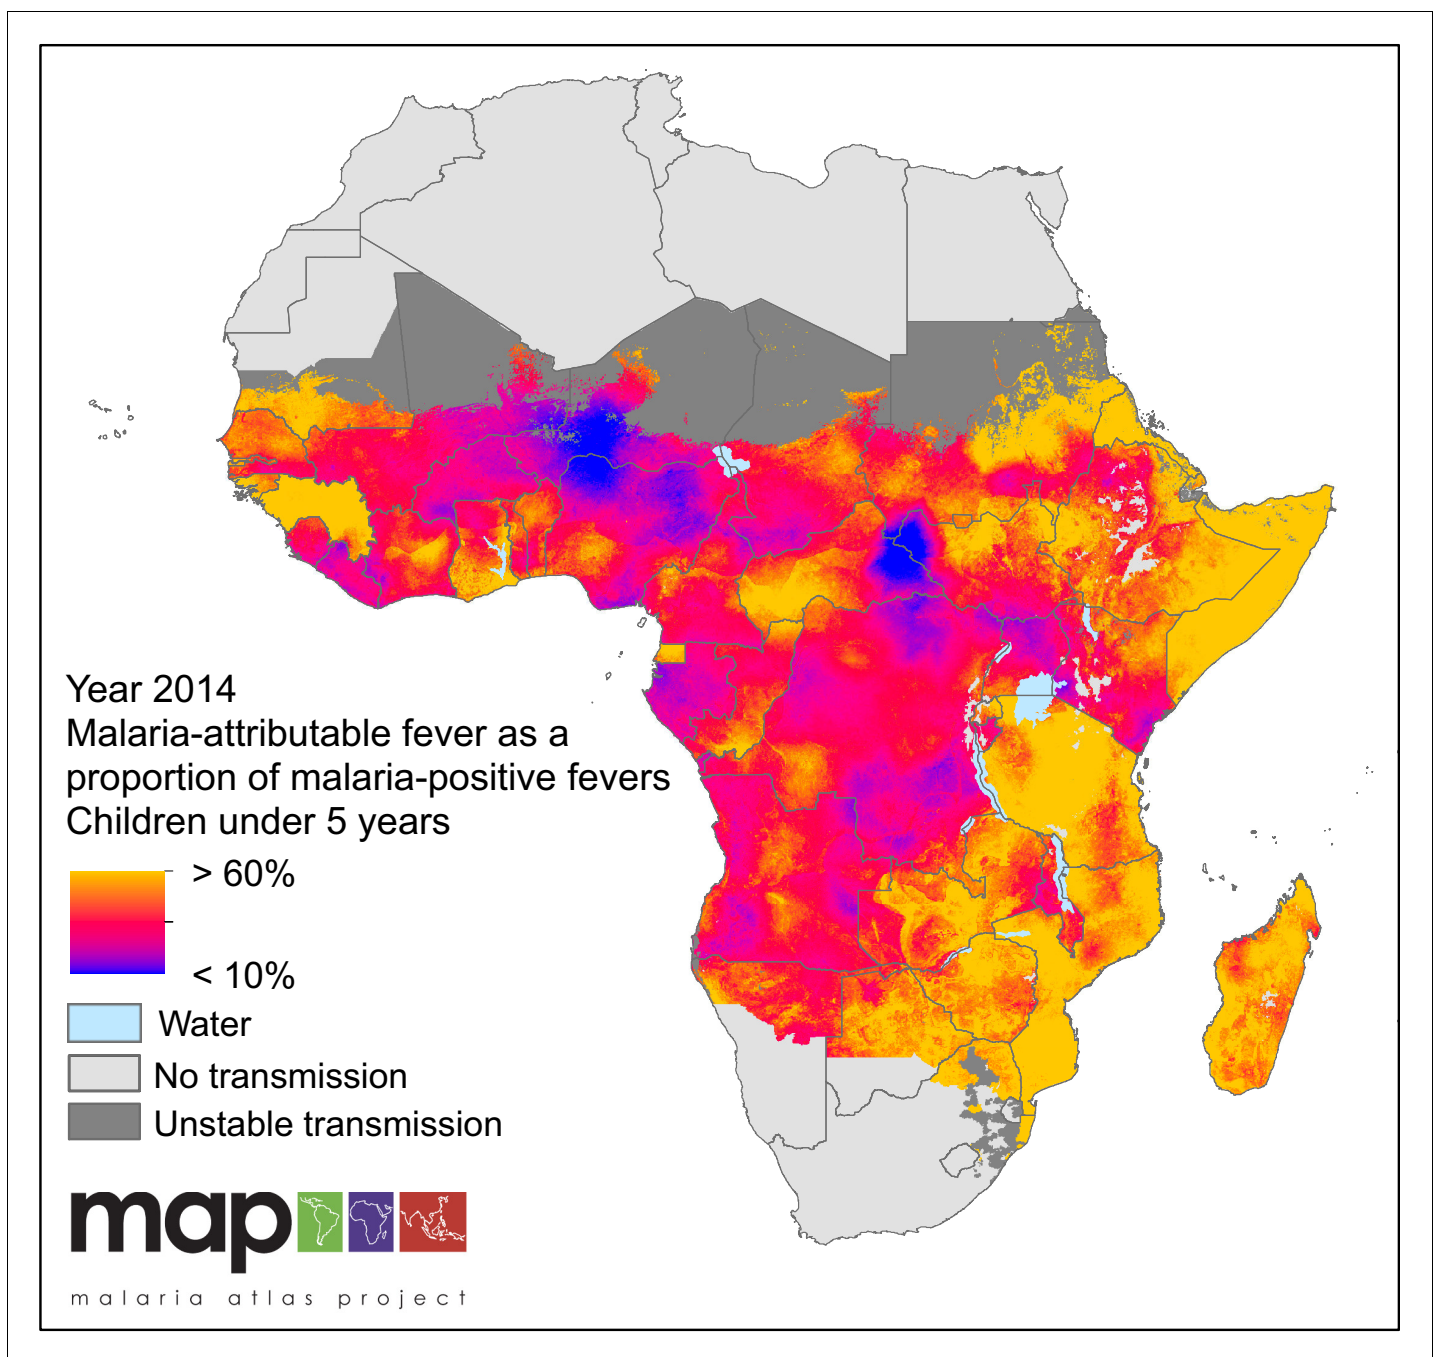 Year 2014
Malaria-attributable fever as a
proportion of malaria-positive fevers
Children under 5 years
> 60%
< 10%
Water
No transmission
Unstable transmission
map
malaria atlas project